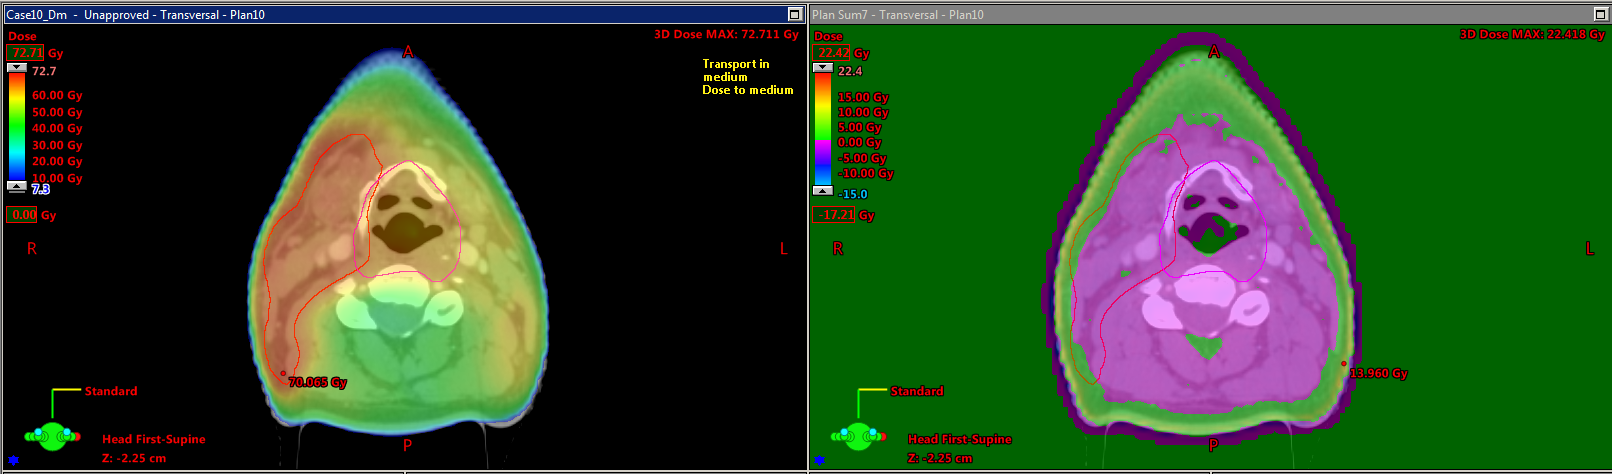 Case10_Dm - Unapproved - Transversal - Plan10
Dose
72.71 Gy
72.7
60.00 Gy
50.00 Gy
40.00 Gy
30.00 Gy
20.00 Gy
10.00 Gy
7.3
0.00 Gy
3D Dose MAX: 72.711 Gy
Transport in
medium
Dose to medium
A
R
L
P
70.065 Gy
Standard
Head First-Supine
Z: -2.25 cm
Plan Sum7 - Transversal - Plan10
Dose
22.42 Gy
22.4
15.00 Gy
10.00 Gy
5.00 Gy
0.00 Gy
-5.00 Gy
-10.00 Gy
-15.0
-17.21 Gy
3D Dose MAX: 22.418 Gy
A
R
L
P
13.960 Gy
Standard
Head First-Supine
Z: -2.25 cm